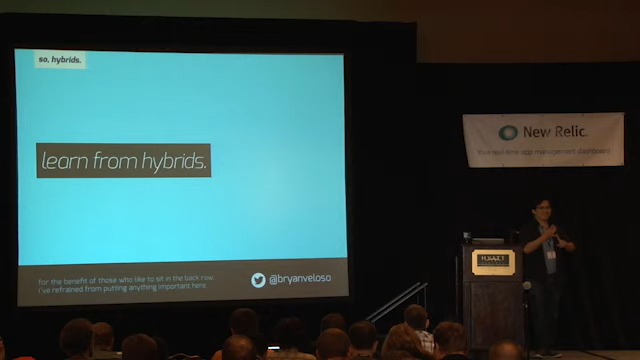 so, hybrids.
learn from hybrids.
for the benefit of those who like to sit in the back row,
i've refrained from putting anything important here.
@bryanveloso
New Relic.
Your real-time app management dashboard
HYATT